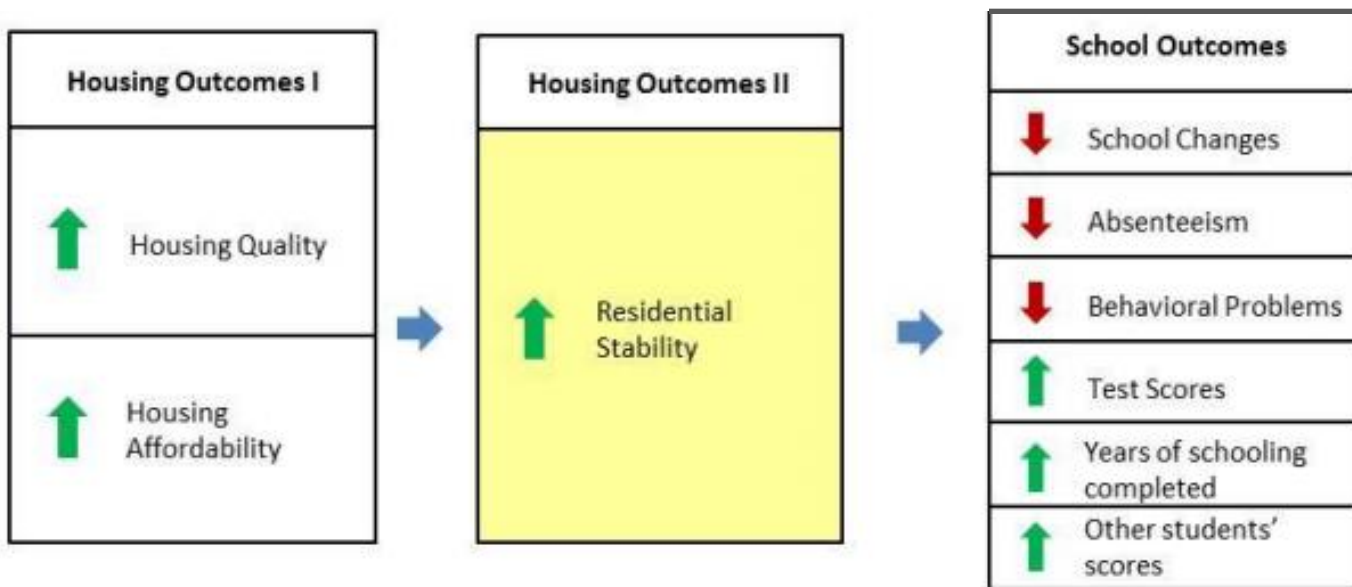 Housing Outcomes I
Housing Quality
Housing
Affordability
Housing Outcomes II
Residential
Stability
School Outcomes
School Changes
Absenteeism
Behavioral Problems
Test Scores
Years of schooling
completed
Other students’
scores